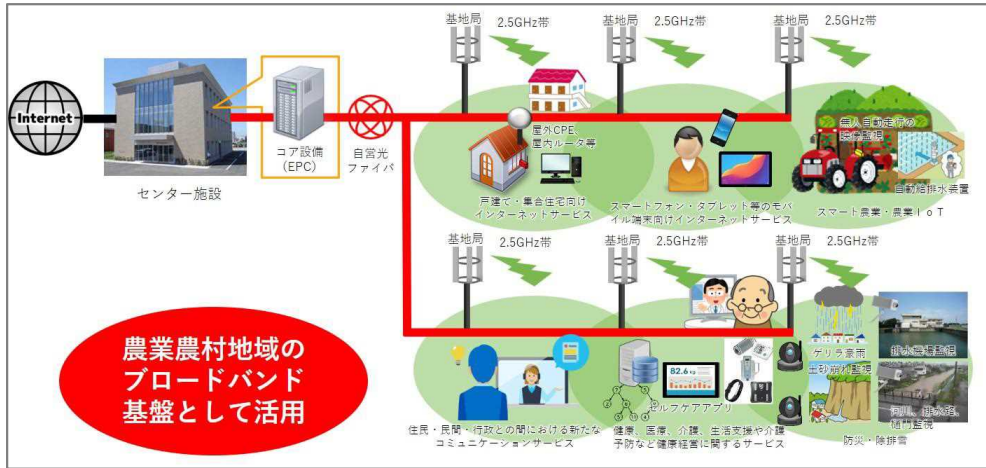 Internet
センター施設
コア設備
（EPC）
自営光
ファイバ
基地局
2.5GHz帯
基地局
2.5GHz帯
基地局
2.5GHz帯
屋外CPE、
屋内ルータ等
戸建て・集合住宅向け
インターネットサービス
スマートフォン・タブレット等のモバ
イル端末向けインターネットサービス
無人自動走行の
映像監視
自動給排水装置
スマート農業・農業ＩｏＴ
基地局
2.5GHz帯
基地局
2.5GHz帯
基地局
2.5GHz帯
農業農村地域の
ブロードバンド
基盤として活用
住民・民間・行政との間における新たな
コミュニケーションサービス
82.6 kg
セルフケアアプリ
健康、医療、介護、生活支援や介護
予防など健康経営に関するサービス
ゲリラ豪雨
土砂崩れ監視
排水機場監視
河川、排水路、
樋門監視
防災・除排雪